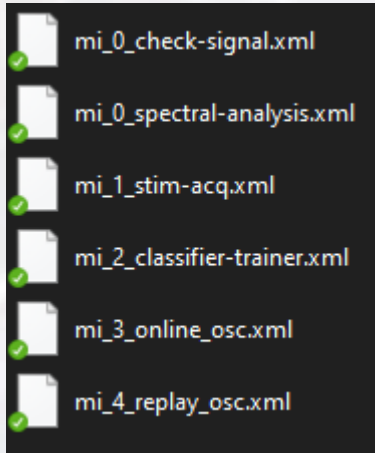 mi_0_check-signal.xml
mi_0_spectral-analysis.xml
mi_1_stim-acq.xml
mi_2_classifier-trainer.xml
mi_3_online_osc.xml
mi_4_replay_osc.xml